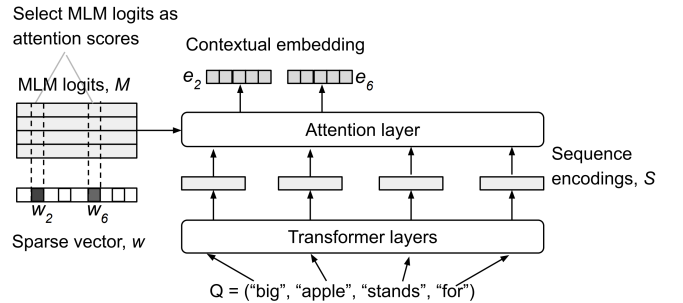 Select MLM logits as
attention scores
Contextual embedding
MLM logits, M
e2
e6
Attention layer
Sequence
encodings, S
w2
w6
Sparse vector, w
Transformer layers
Q = (“big”, “apple”, “stands”, “for”)